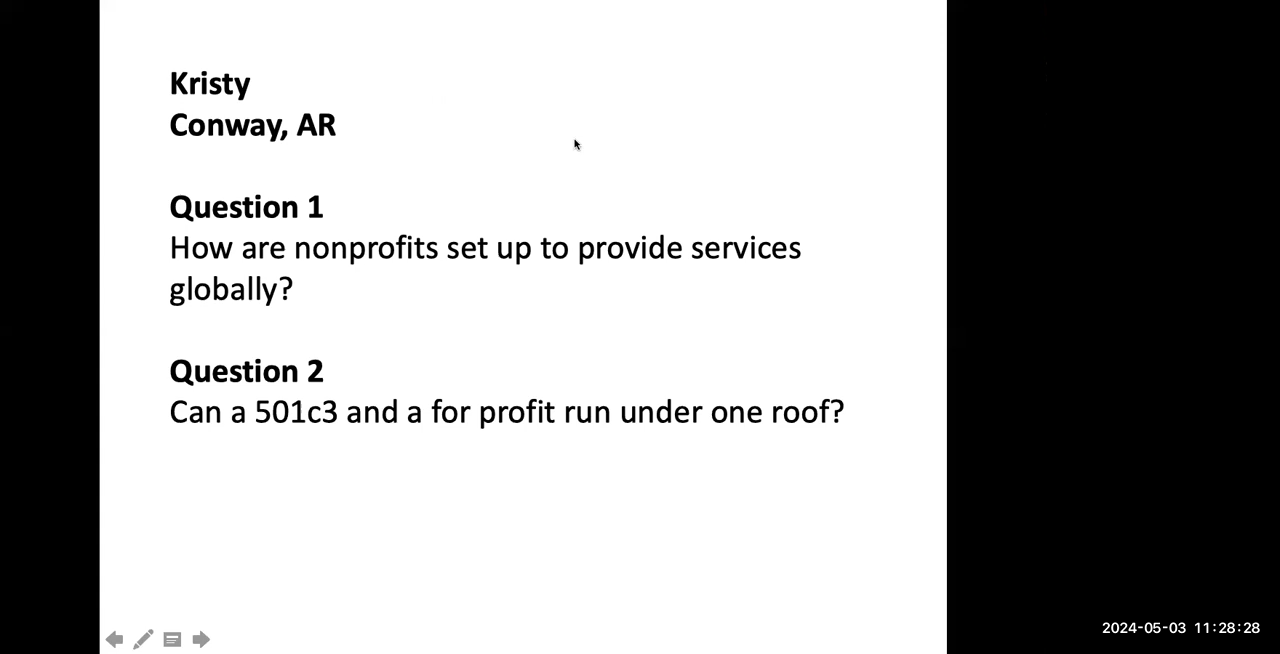 Kristy
Conway, AR
Question 1
How are nonprofits set up to provide services
globally?
Question 2
Can a 501c3 and a for profit run under one roof?
2024-05-03 11:28:28